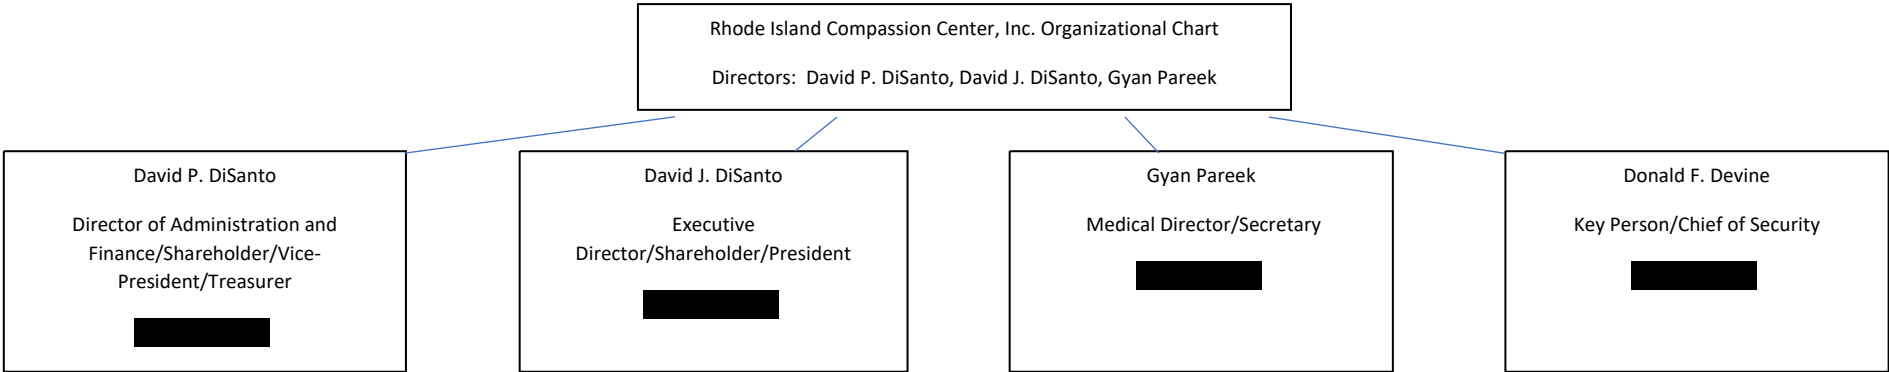 Rhode Island Compassion Center, Inc. Organizational Chart
Directors:  David P. DiSanto, David J. DiSanto, Gyan Pareek
David P. DiSanto
Director of Administration and
Finance/Shareholder/Vice-
President/Treasurer
David J. DiSanto
Executive
Director/Shareholder/President
Gyan Pareek
Medical Director/Secretary
Donald F. Devine
Key Person/Chief of Security